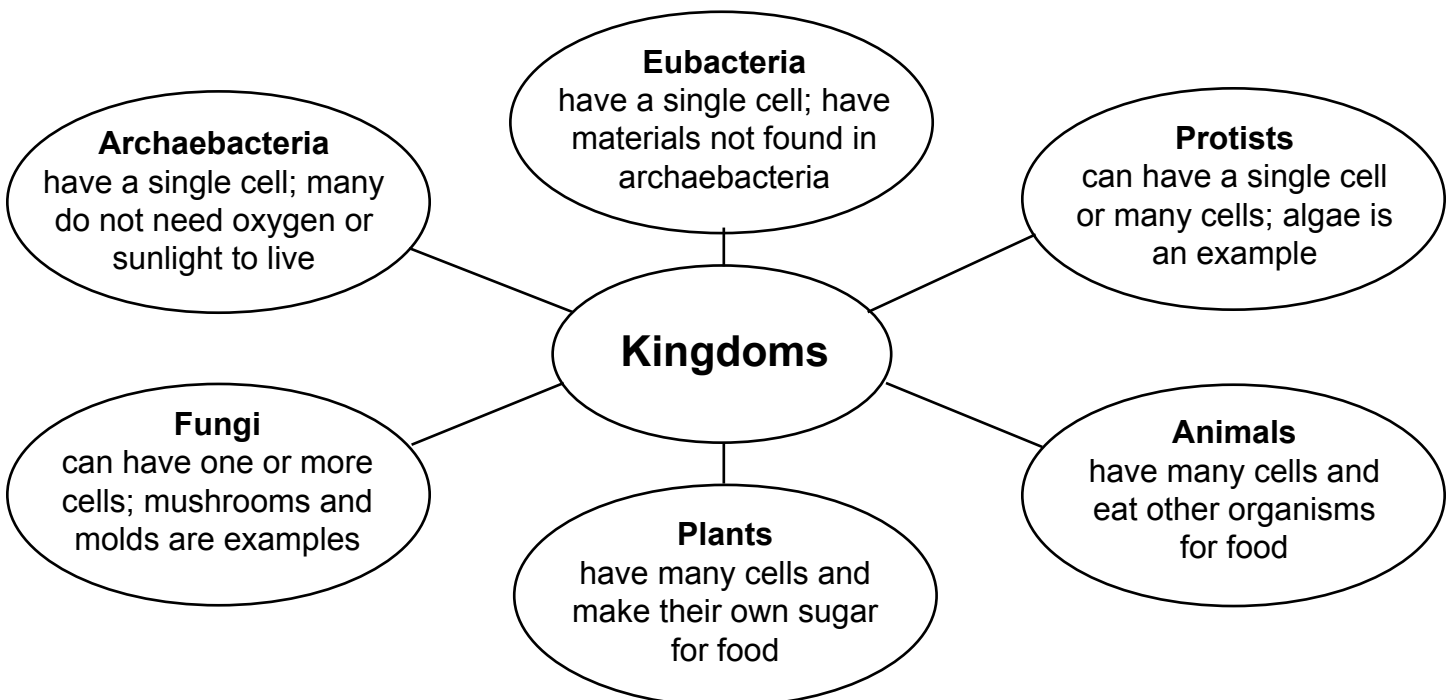 Eubacteria
have a single cell; have
materials not found in
archaebacteria
Archaebacteria
have a single cell; many
do not need oxygen or
sunlight to live
Protists
can have a single cell
or many cells; algae is
an example
Kingdoms
Fungi
can have one or more
cells; mushrooms and
molds are examples
Plants
have many cells and
make their own sugar
for food
Animals
have many cells and
eat other organisms
for food